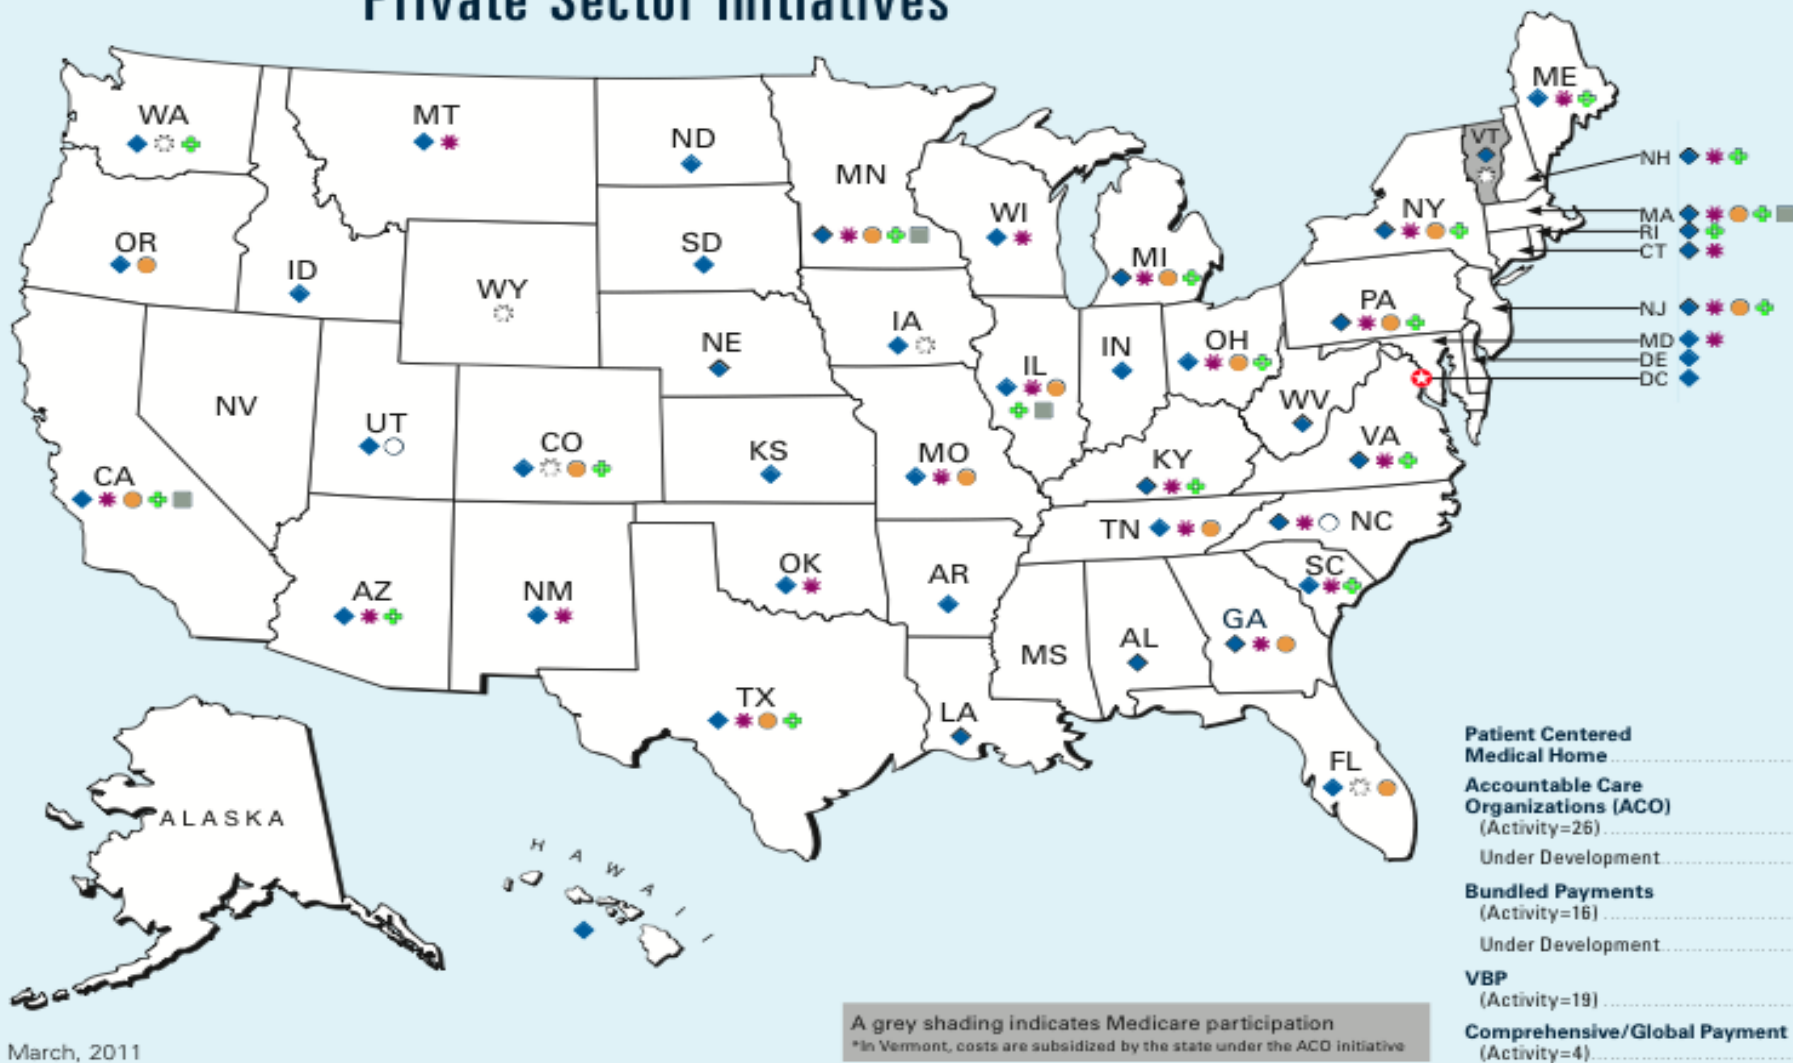 Private Sector Initiatives
WA
MT
ND
MN
WI
MI
ME
VT
NH
NY
MA
RI
CT
OR
ID
WY
SD
IA
NE
IL
IN
OH
PA
NJ
MD
DE
DC
NV
UT
CO
KS
MO
KY
WV
VA
CA
AZ
NM
OK
AR
TN
NC
SC
MS
AL
GA
TX
LA
FL
ALASKA
HAWAII
Patient Centered
Medical Home
Accountable Care
Organizations (ACO)
(Activity=26)
Under Development
Bundled Payments
(Activity=16)
Under Development
VBP
(Activity=19)
Comprehensive/Global Payment
(Activity=4)
A grey shading indicates Medicare participation
*In Vermont, costs are subsidized by the state under the ACO initiative
March, 2011